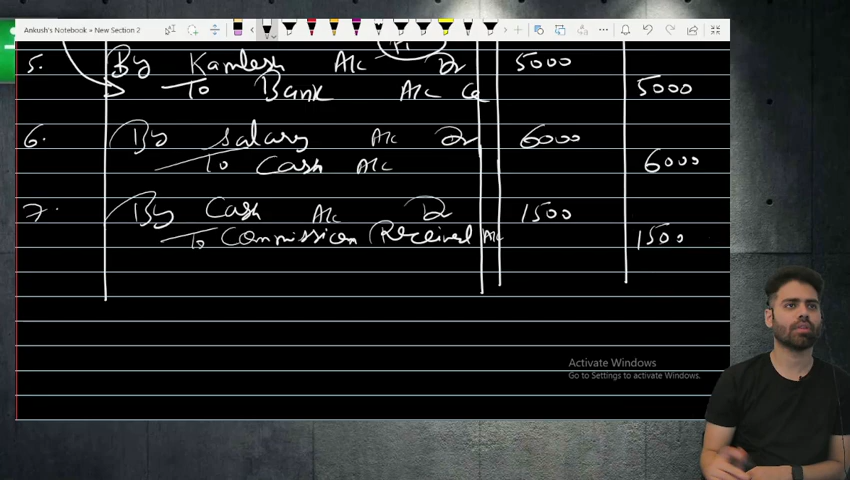 Ankush's Notebook » New Section 2
5. By Kamlesh A/c Dr 5000
To Bank A/c Cr 5000
6. By Salary A/c Dr 6000
To Cash A/c 6000
7. By Cash A/c Dr 1500
To Commission Received A/c 1500
Activate Windows
Go to Settings to activate Windows.